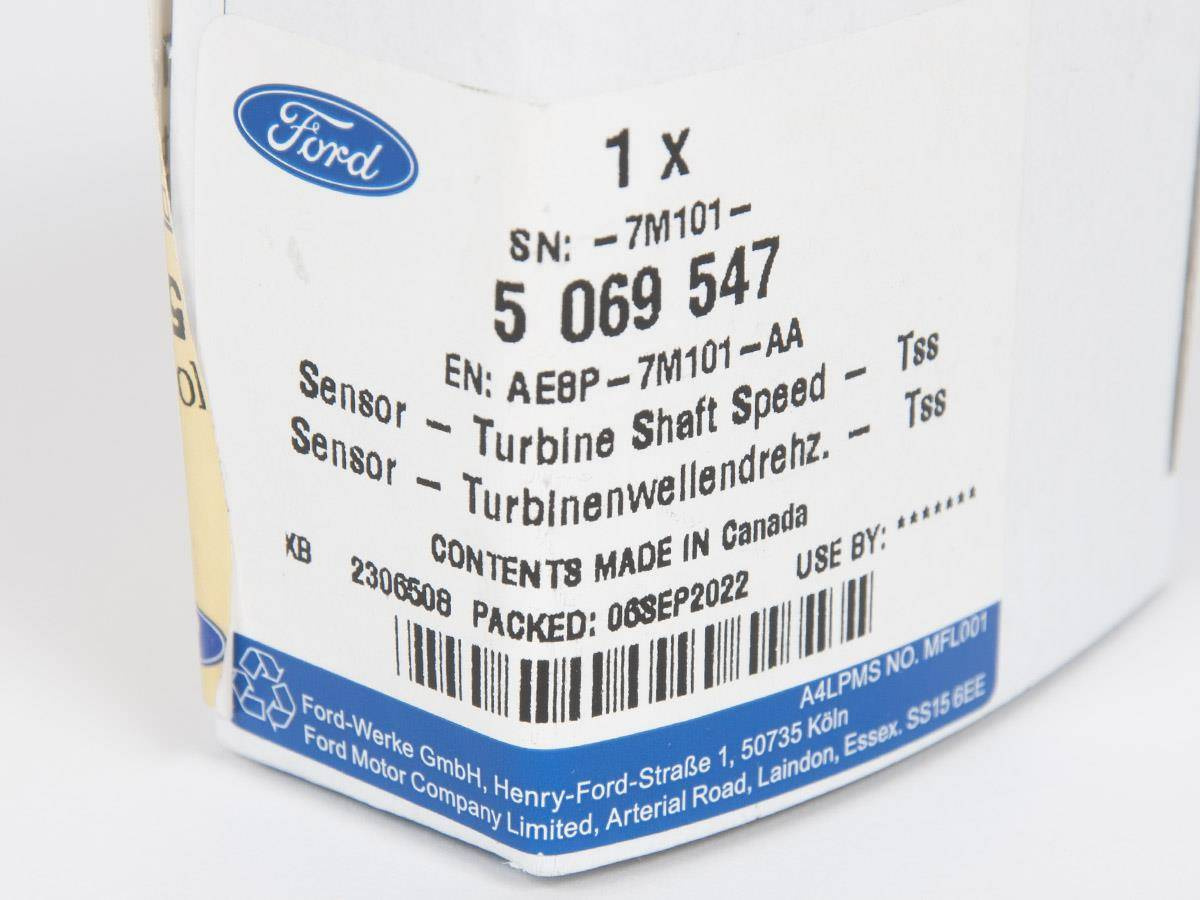 Ford
1 X
SN: -7M101-
5 069 547
EN: AE8P-7M101-AA
Sensor - Turbine Shaft Speed - Tss
Sensor - Turbinenwellendrehz. - Tss
CONTENTS MADE IN Canada
KB 2306508 PACKED: 06SEP2022 USE BY: *******
A4LPMS NO. MFL001
Ford-Werke GmbH, Henry-Ford-Straße 1, 50735 Köln
Ford Motor Company Limited, Arterial Road, Laindon, Essex. SS15 6EE